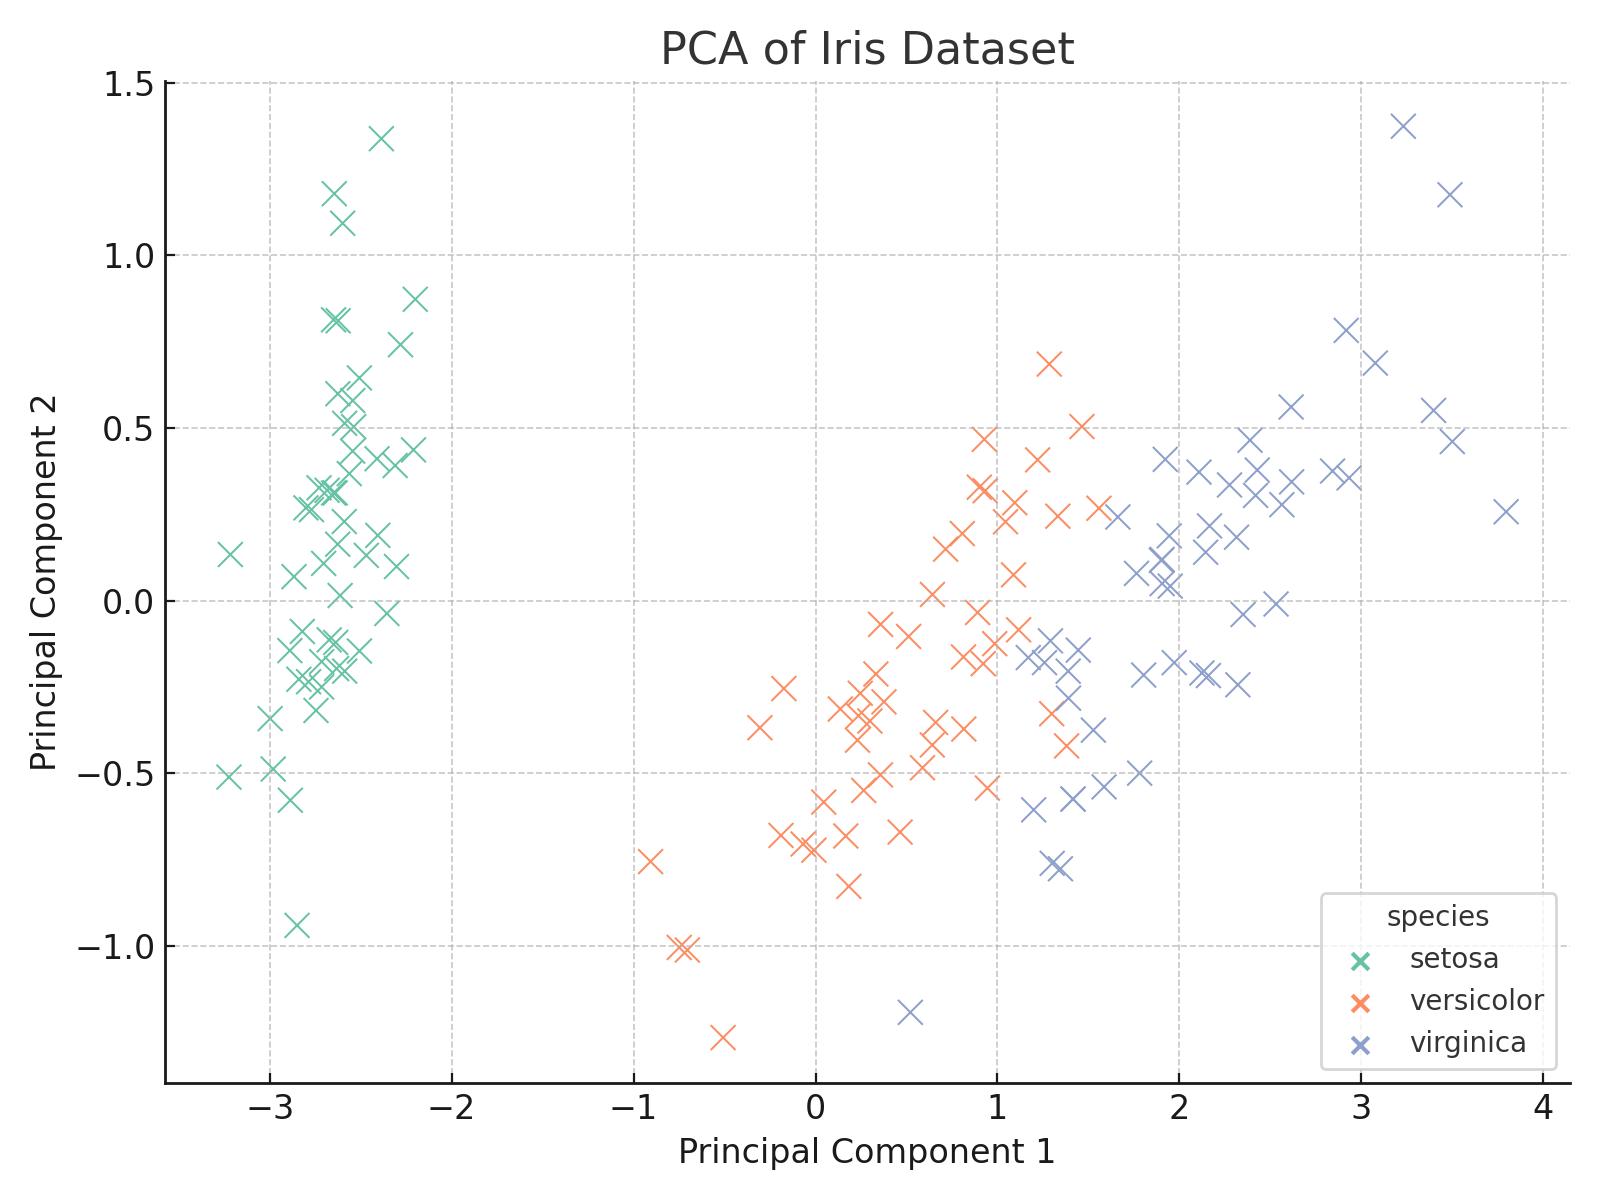 PCA of Iris Dataset
1.5
1.0
0.5
0.0
−0.5
−1.0
Principal Component 2
−3
−2
−1
0
1
2
3
4
Principal Component 1
species
setosa
versicolor
virginica